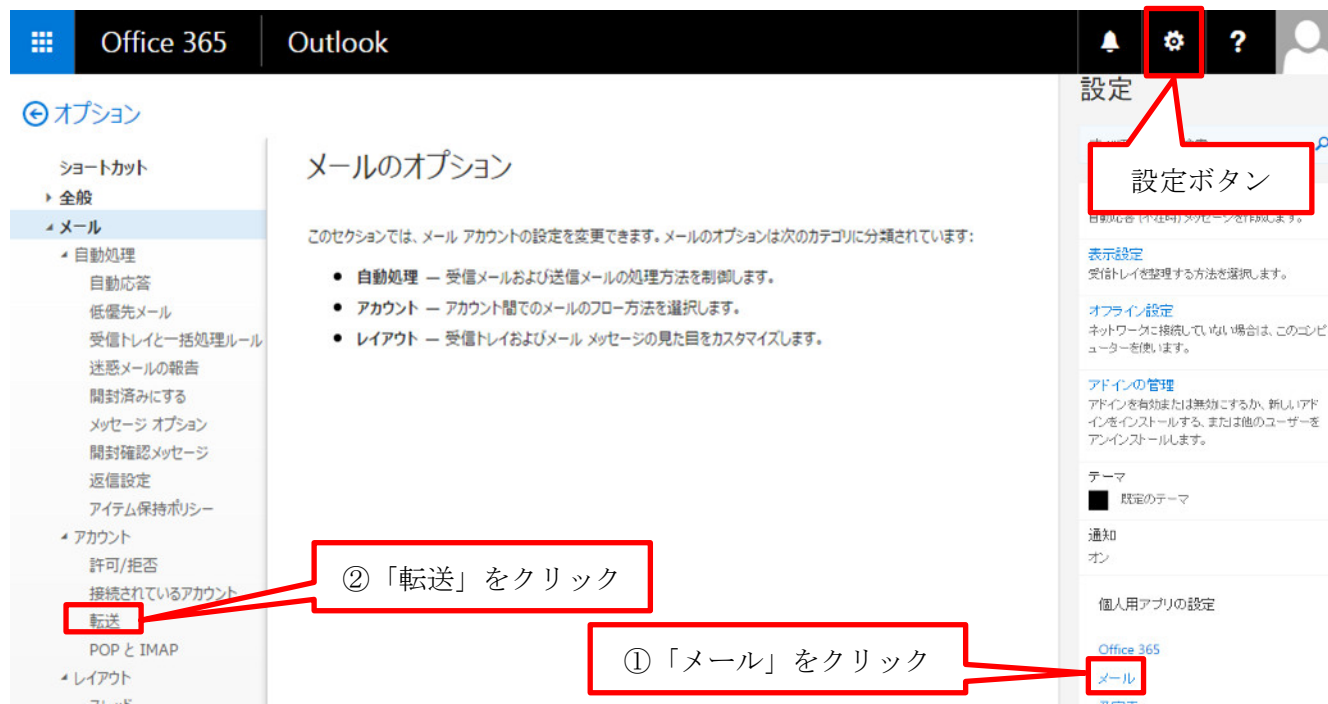 Office 365
Outlook
?
オプション
ショートカット
全般
メール
自動処理
自動応答
低優先メール
受信トレイと一括処理ルール
迷惑メールの報告
開封済みにする
メッセージ オプション
開封確認メッセージ
返信設定
アイテム保持ポリシー
アカウント
許可/拒否
接続されているアカウント
転送
POP と IMAP
レイアウト
メールのオプション
このセクションでは、メール アカウントの設定を変更できます。メールのオプションは次のカテゴリに分類されています:
● 自動処理 — 受信メールおよび送信メールの処理方法を制御します。
● アカウント — アカウント間でのメールのフロー方法を選択します。
● レイアウト — 受信トレイおよびメール メッセージの見た目をカスタマイズします。
②「転送」をクリック
①「メール」をクリック
設定
設定ボタン
自動応答 (不在時) メッセージを作成します。
表示設定
受信トレイを整理する方法を選択します。
オフライン設定
ネットワークに接続していない場合は、このコンピ
ューターを使います。
アドインの管理
アドインを有効または無効にするか、新しいアド
インをインストールする、または他のユーザーを
アンインストールします。
テーマ
既定のテーマ
通知
オン
個人用アプリの設定
Office 365
メール